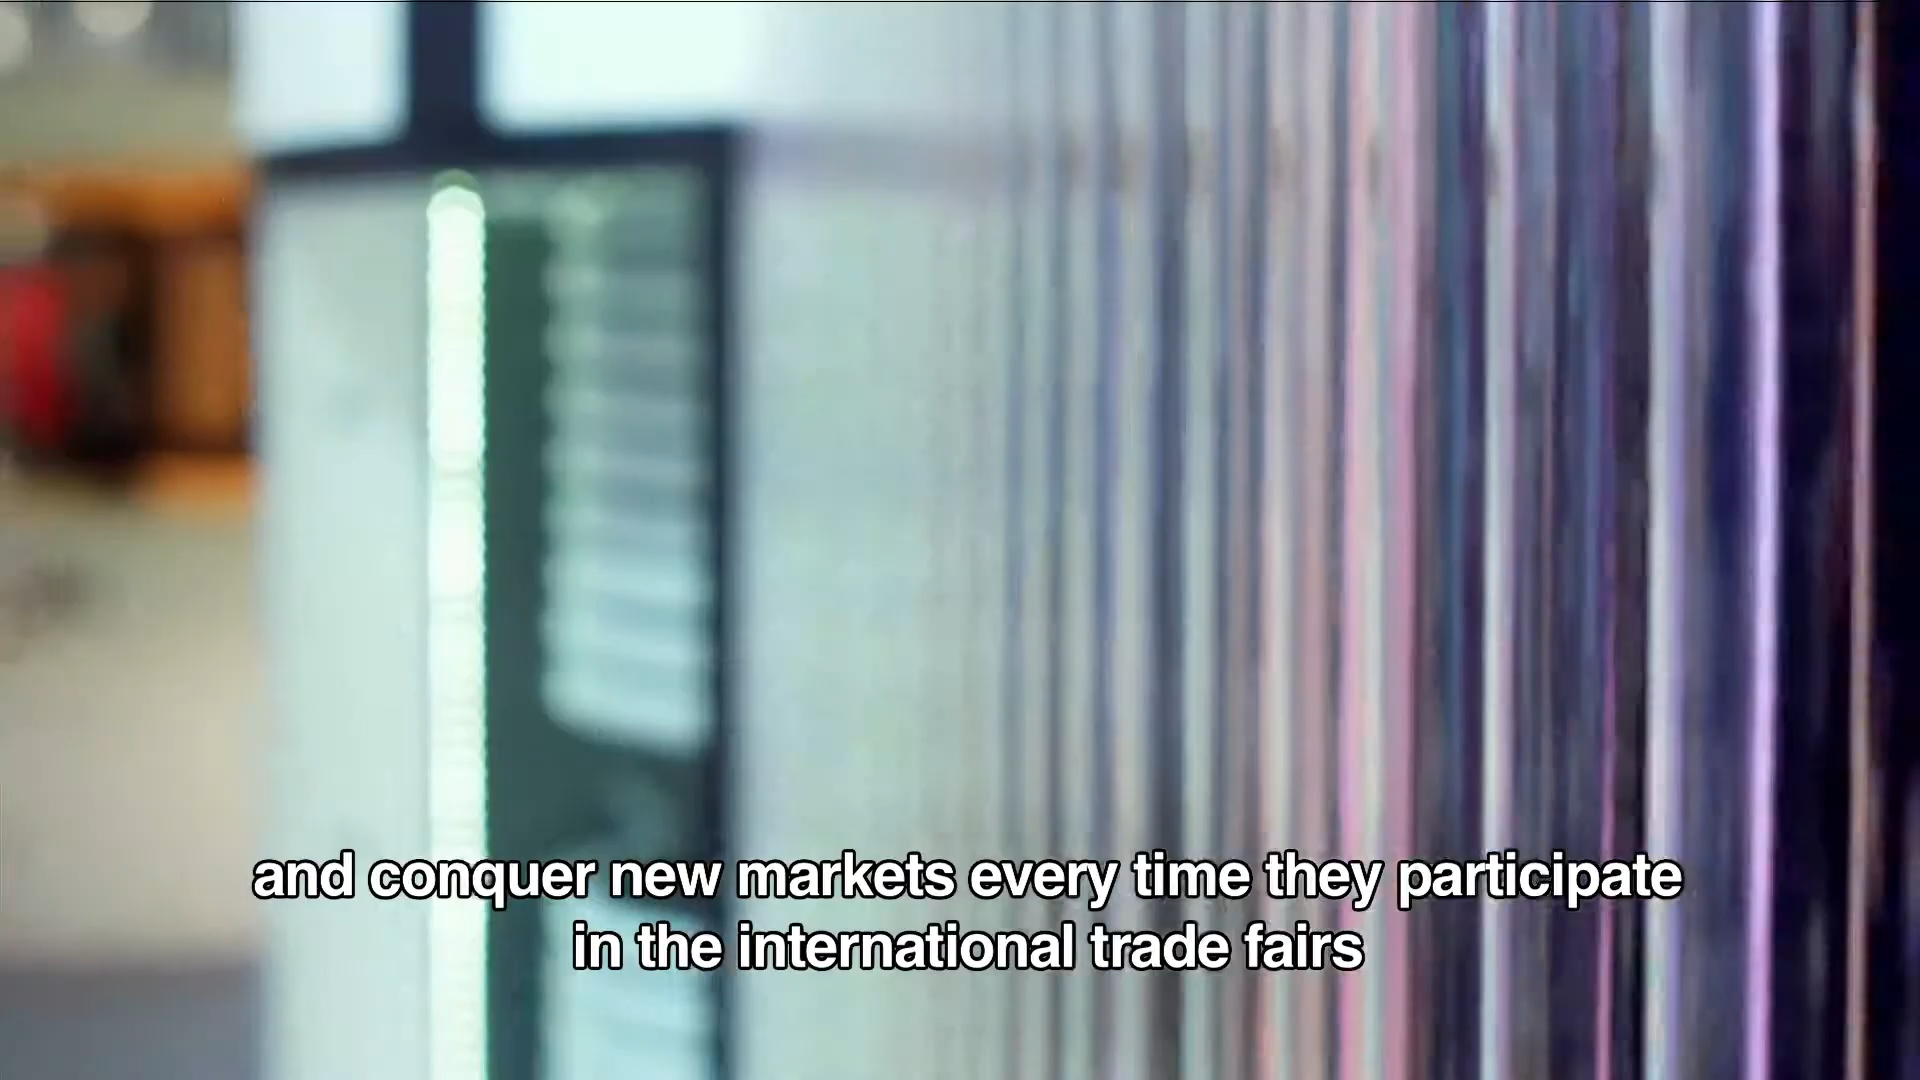 and conquer new markets every time they participate
in the international trade fairs